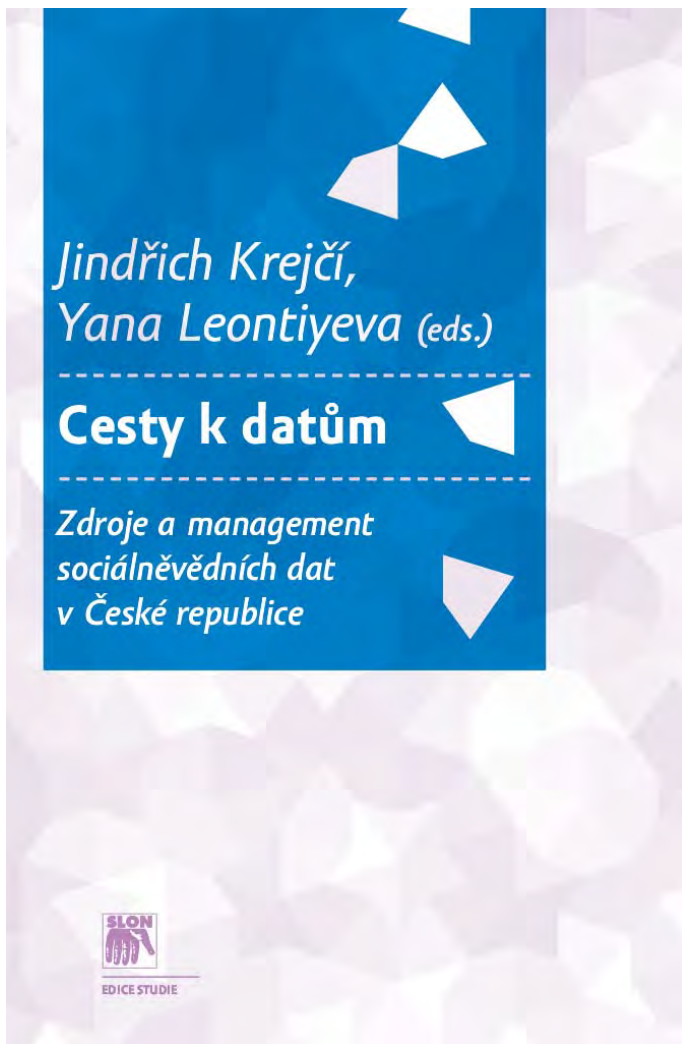 Jindřich Krejčí,
Yana Leontiyeva (eds.)
Cesty k datům
Zdroje a management
sociálněvědních dat
v České republice
SLON
EDICE STUDIE